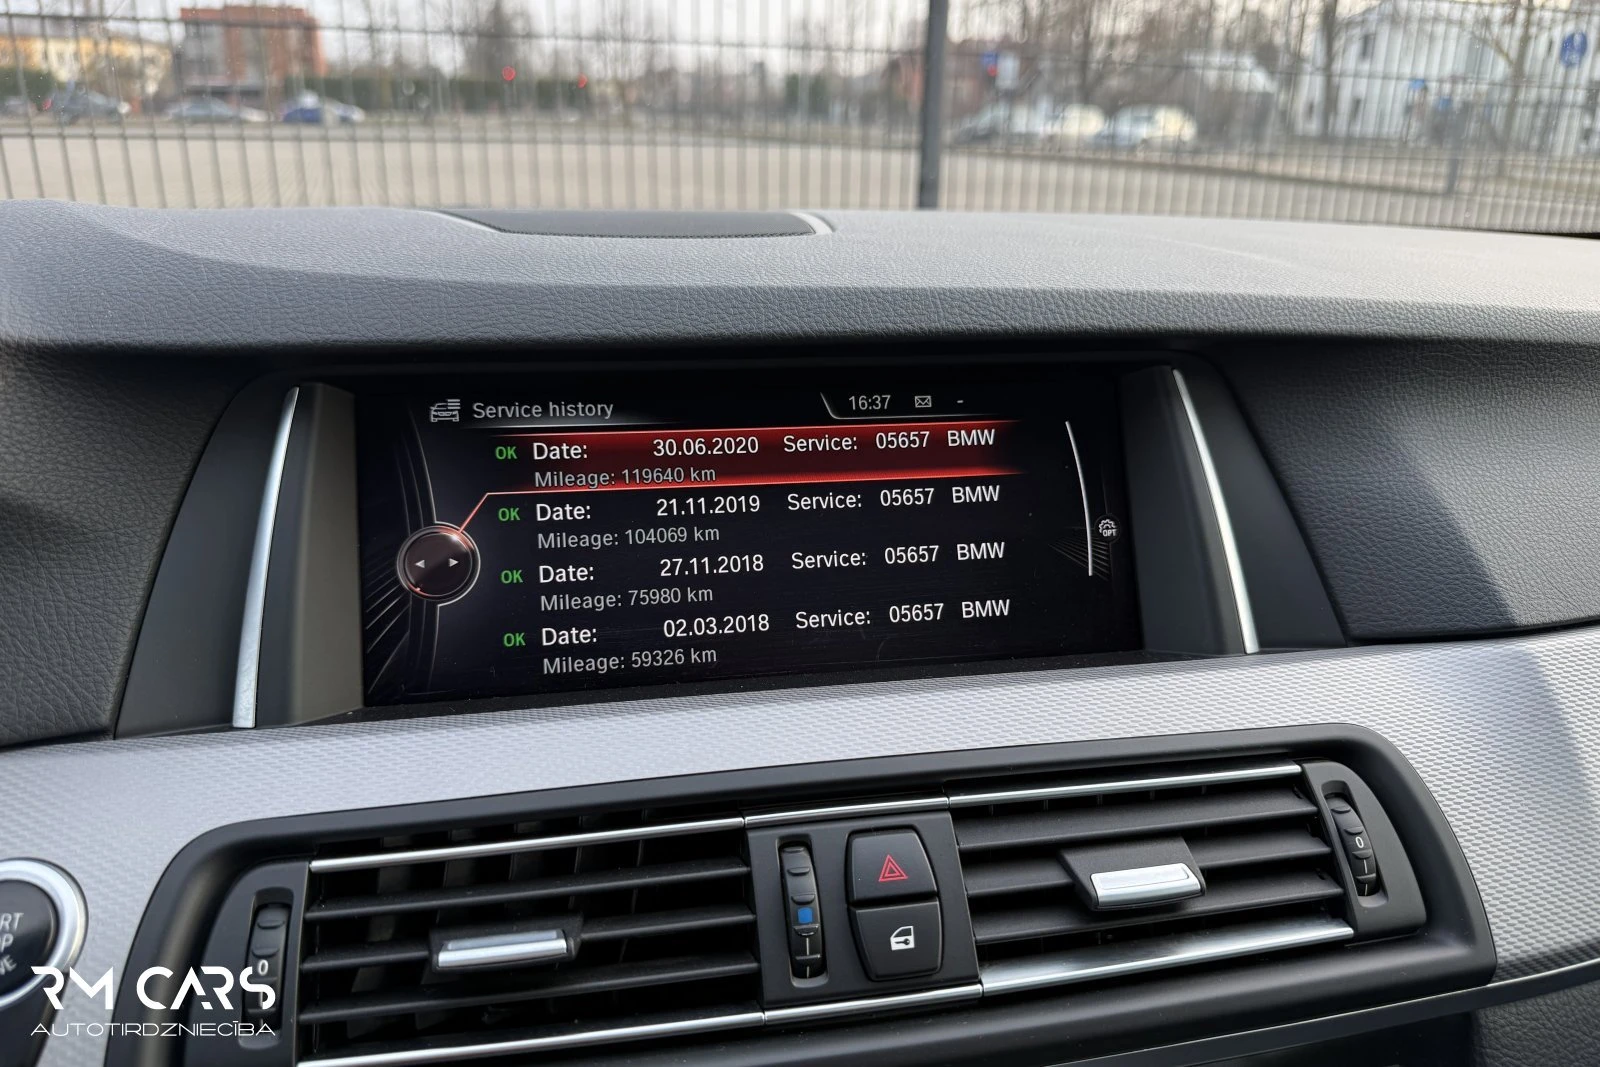 Service history
16:37 -
OK Date: 30.06.2020 Service: 05657 BMW
Mileage: 119640 km
OK Date: 21.11.2019 Service: 05657 BMW
Mileage: 104069 km
OK Date: 27.11.2018 Service: 05657 BMW
Mileage: 75980 km
OK Date: 02.03.2018 Service: 05657 BMW
Mileage: 59326 km
OPT
0
0
RM CARS
AUTOTIRDZNIECĪBA